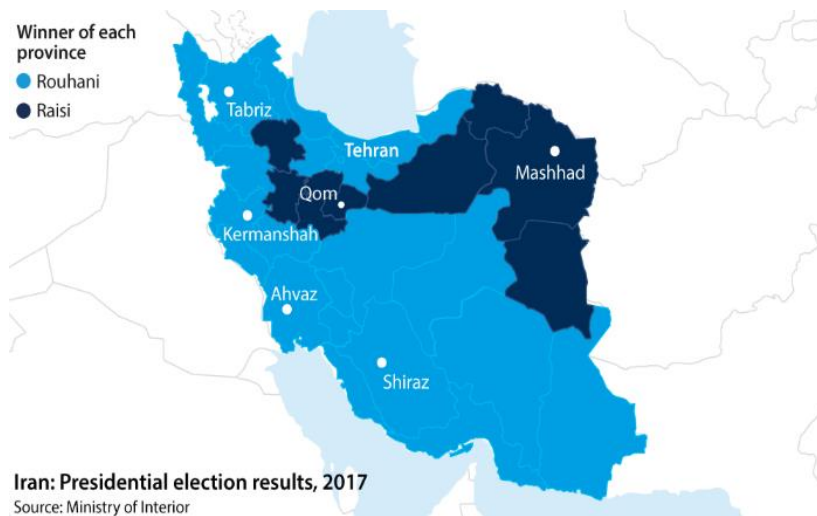 Winner of each
province
Rouhani
Raisi
Tabriz
Tehran
Mashhad
Qom
Kermanshah
Ahvaz
Shiraz
Iran: Presidential election results, 2017
Source: Ministry of Interior